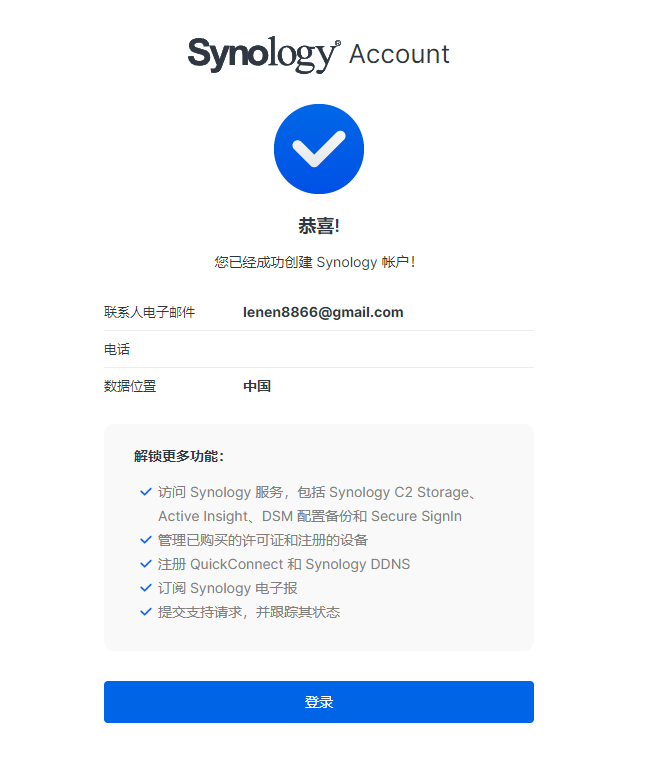 Synology® Account
恭喜!
您已经成功创建 Synology 帐户！
联系人电子邮件 lenen8866@gmail.com
电话
数据位置 中国
解锁更多功能：
访问 Synology 服务，包括 Synology C2 Storage、
Active Insight、DSM 配置备份和 Secure SignIn
管理已购买的许可证和注册的设备
注册 QuickConnect 和 Synology DDNS
订阅 Synology 电子报
提交支持请求，并跟踪其状态
登录